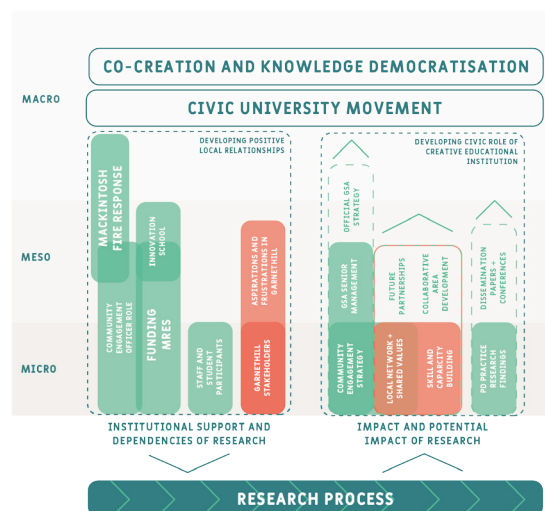 CO-CREATION AND KNOWLEDGE DEMOCRATISATION
MACRO
CIVIC UNIVERSITY MOVEMENT
DEVELOPING POSITIVE
LOCAL RELATIONSHIPS
DEVELOPING CIVIC ROLE OF
CREATIVE EDUCATIONAL
INSTITUTION
MESO
MICRO
MACKINTOSH
FIRE RESPONSE
COMMUNITY
ENGAGEMENT
OFFICER ROLE
INNOVATION
SCHOOL
FUNDING
MRES
STAFF AND
STUDENT
PARTICIPANTS
ASPIRATIONS AND
FRUSTRATIONS IN
GARNETHILL
GARNETHILL
STAKEHOLDERS
OFFICIAL GSA
STRATEGY
GSA SENIOR
MANAGEMENT
COMMUNITY
ENGAGEMENT
STRATEGY
FUTURE
PARTNERSHIPS
COLLABORATIVE
AREA
DEVELOPMENT
LOCAL NETWORK +
SHARED VALUES
SKILL AND
CAPARCITY
BUILDING
DISSEMINATION
PAPERS +
CONFERENCES
PD PRACTICE
RESEARCH
FINDINGS
INSTITUTIONAL SUPPORT AND
DEPENDENCIES OF RESEARCH
IMPACT AND POTENTIAL
IMPACT OF RESEARCH
RESEARCH PROCESS